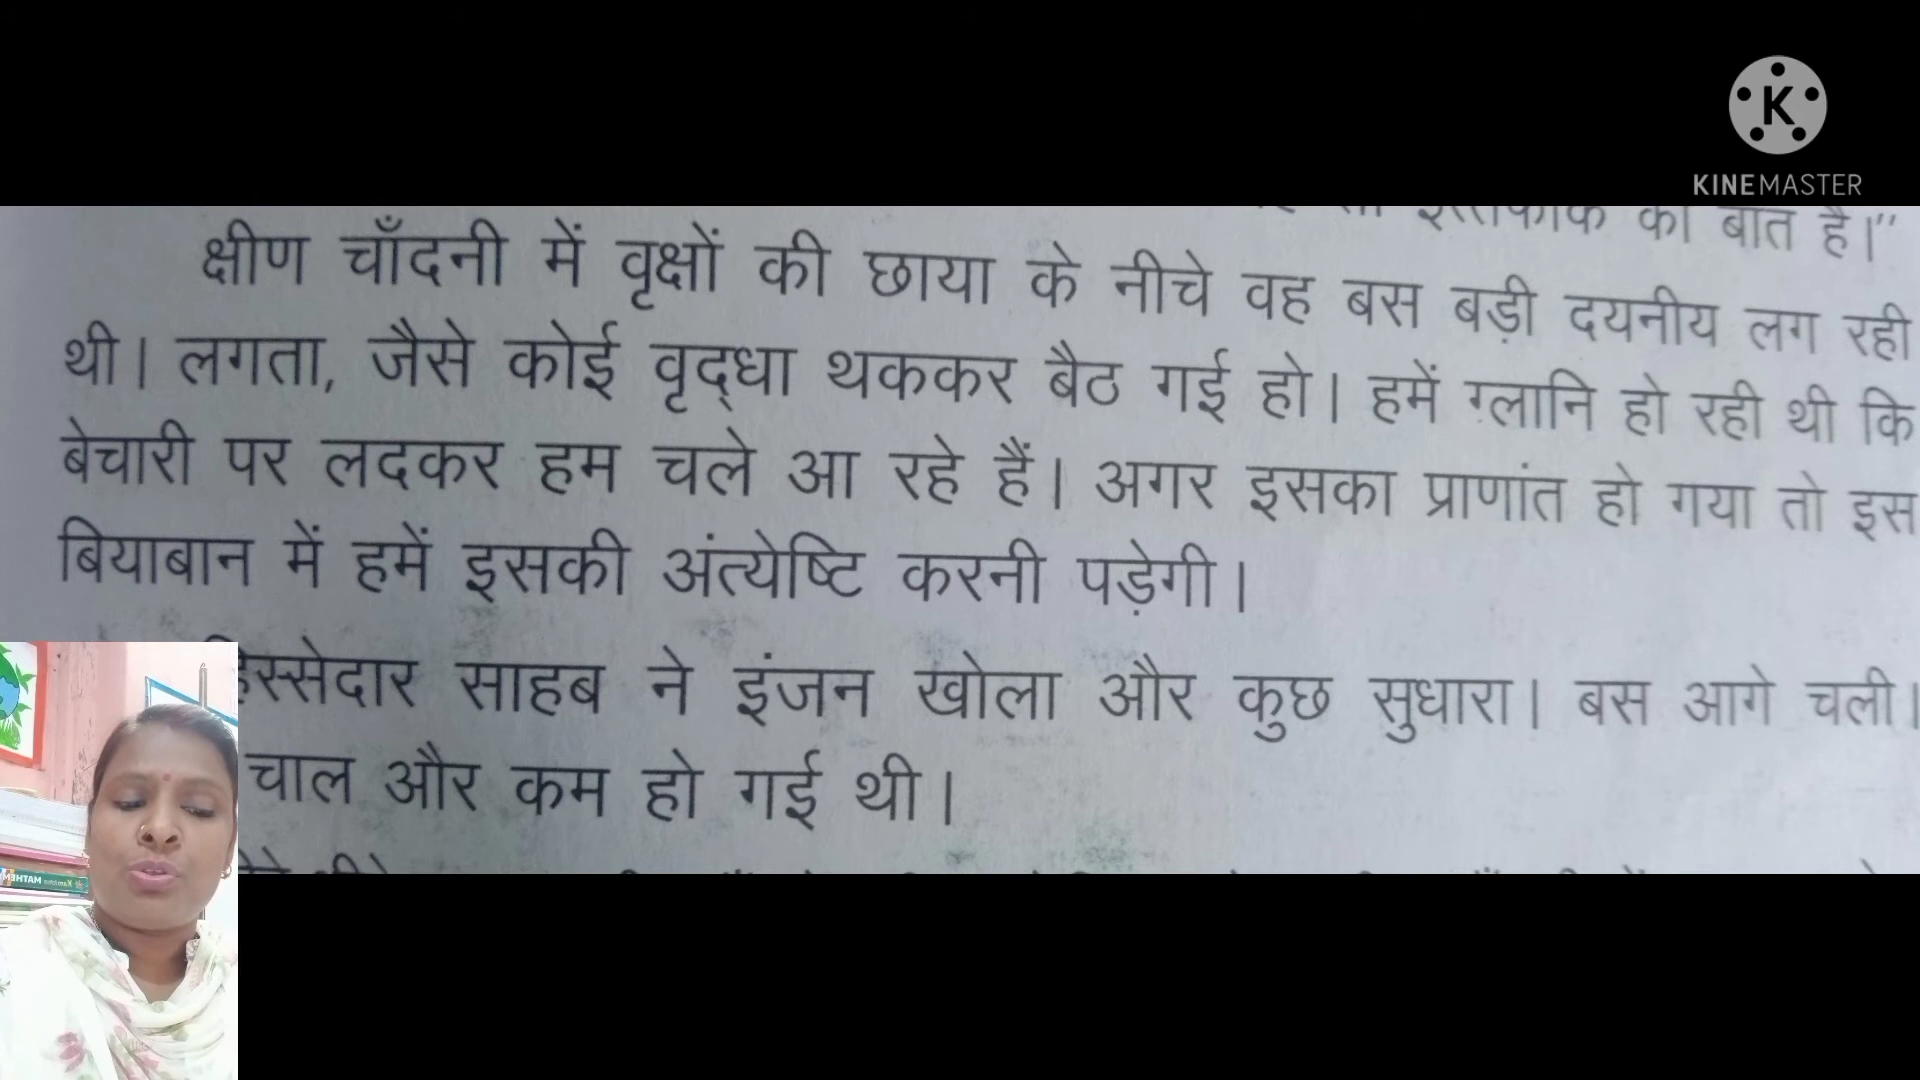 K
KINEMASTER
की बात है।"
क्षीण चाँदनी में वृक्षों की छाया के नीचे वह बस बड़ी दयनीय लग रही
थी। लगता, जैसे कोई वृद्धा थककर बैठ गई हो। हमें ग्लानि हो रही थी कि
बेचारी पर लदकर हम चले आ रहे हैं। अगर इसका प्राणांत हो गया तो इस
बियाबान में हमें इसकी अंत्येष्टि करनी पड़ेगी।
साहब ने इंजन खोला और कुछ सुधारा। बस आगे चली।
चाल और कम हो गई थी।